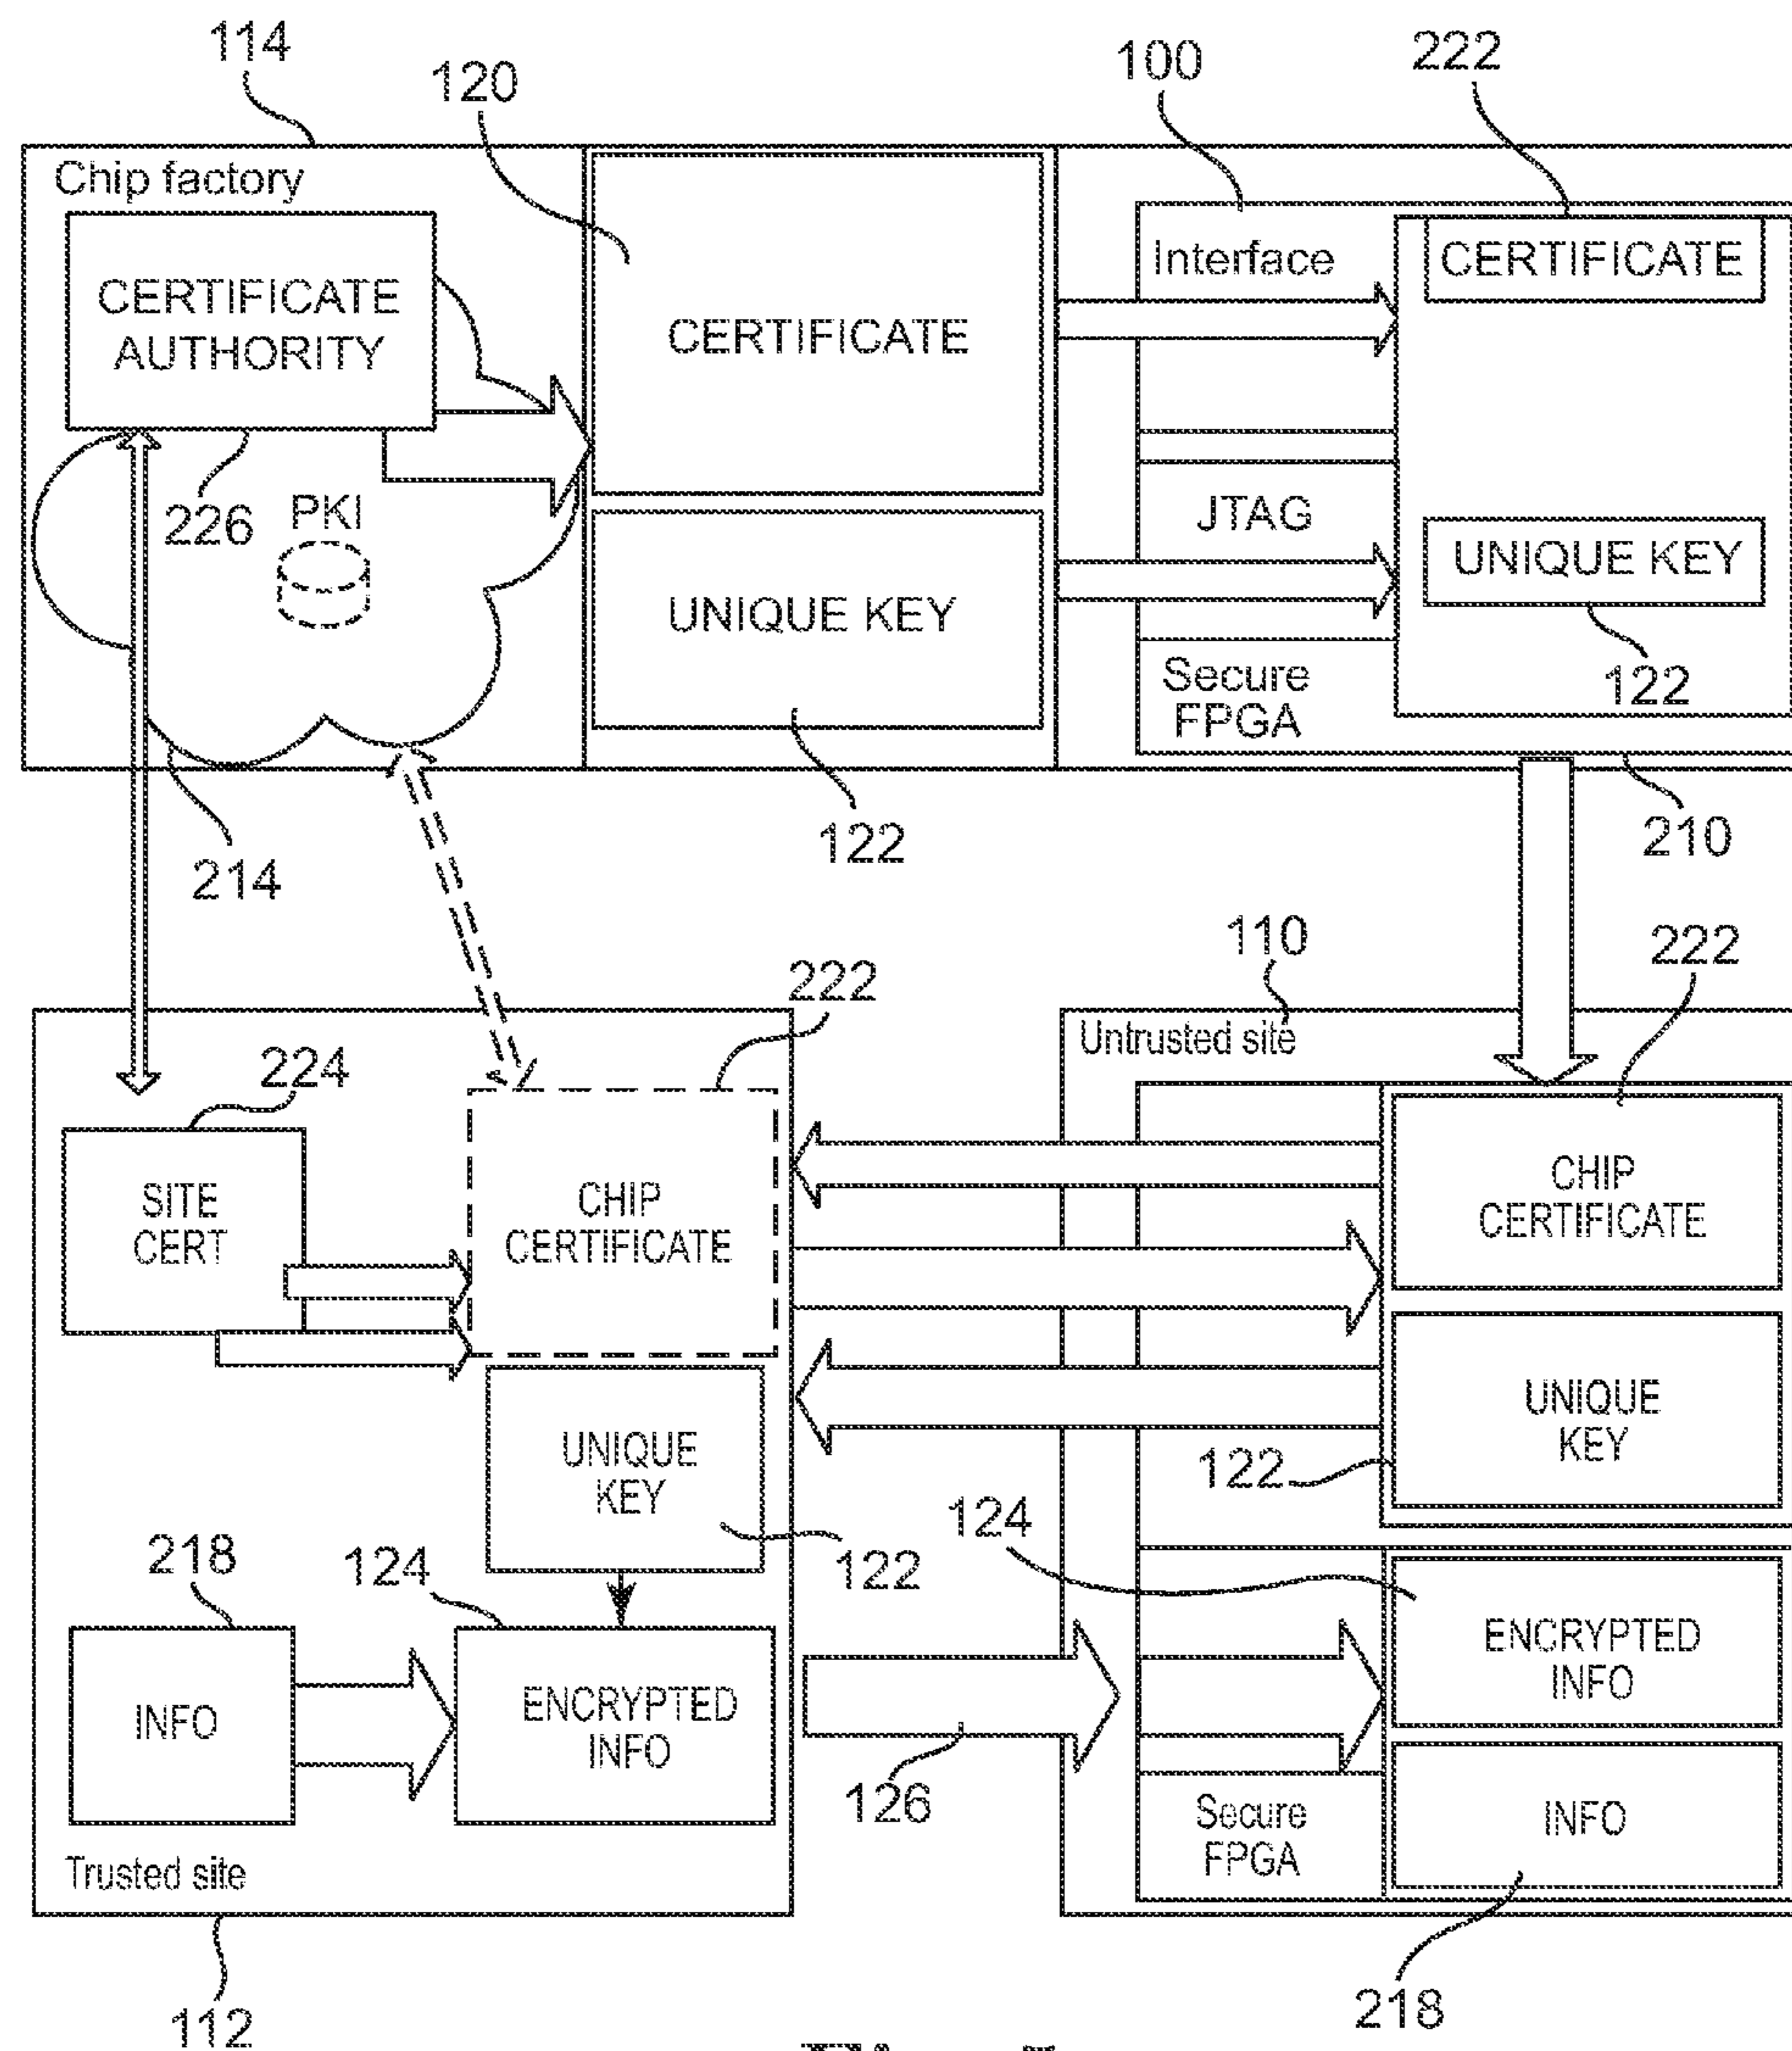 114
120
100
222
Chip factory
CERTIFICATE
AUTHORITY
CERTIFICATE
Interface
CERTIFICATE
226
PKI
JTAG
UNIQUE KEY
UNIQUE KEY
122
Secure
FPGA
122
210
214
110
222
222
Untrusted site
224
SITE
CERT
CHIP
CERTIFICATE
CHIP
CERTIFICATE
UNIQUE
KEY
UNIQUE
KEY
122
124
218
124
122
INFO
ENCRYPTED
INFO
ENCRYPTED
INFO
126
Secure
FPGA
INFO
Trusted site
112
218